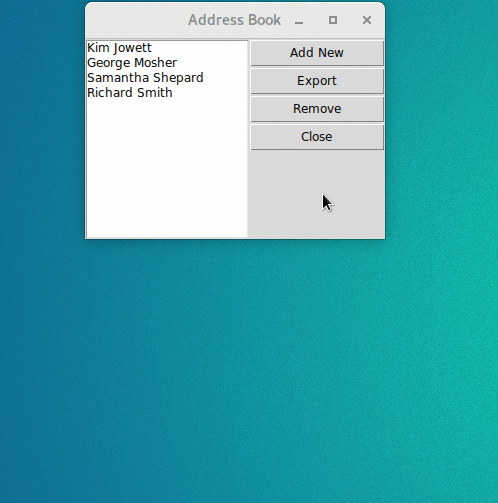 Address Book
Kim Jowett
George Mosher
Samantha Shepard
Richard Smith
Add New
Export
Remove
Close